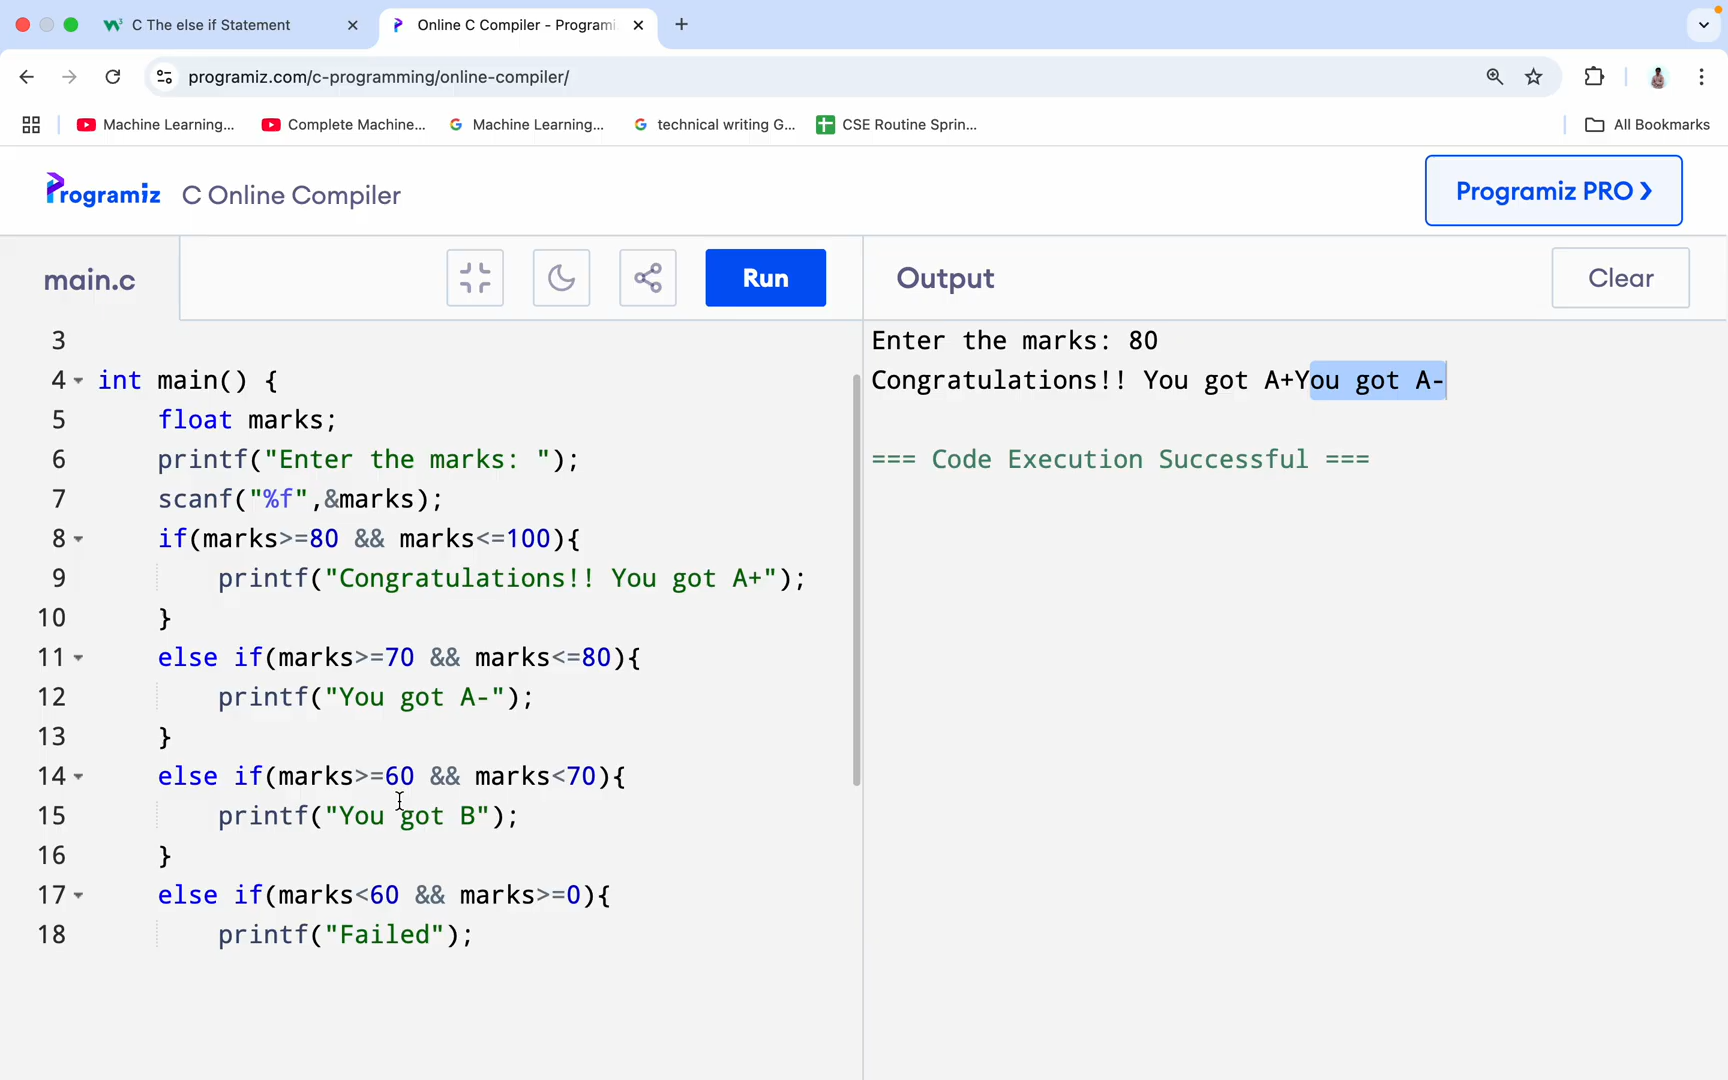 C The else if Statement
Online C Compiler - Programi
programiz.com/c-programming/online-compiler/
Machine Learning...
Complete Machine...
Machine Learning...
technical writing G...
CSE Routine Sprin...
All Bookmarks
Programiz
C Online Compiler
Programiz PRO
main.c
Run
Output
Clear
3
4 int main() {
5 float marks;
6 printf("Enter the marks: ");
7 scanf("%f",&marks);
8 if(marks>=80 && marks<=100){
9 printf("Congratulations!! You got A+");
10 }
11 else if(marks>=70 && marks<=80){
12 printf("You got A-");
13 }
14 else if(marks>=60 && marks<70){
15 printf("You got B");
16 }
17 else if(marks<60 && marks>=0){
18 printf("Failed");
Enter the marks: 80
Congratulations!! You got A+You got A-
=== Code Execution Successful ===